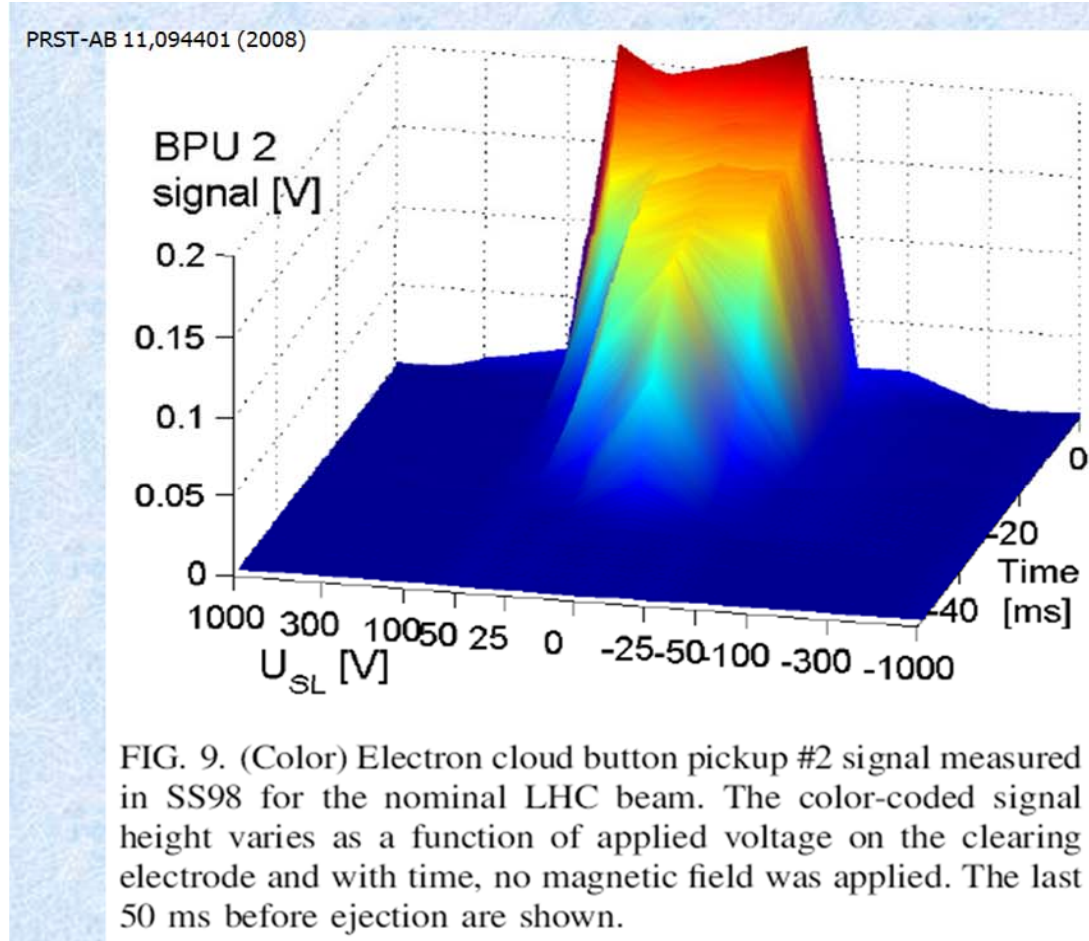 PRST-AB 11,094401 (2008)
BPU 2
signal [V]
0.2
0.15
0.1
0.05
0
1000 300 100 50 25 0 -25 -50 -100 -300 -1000
U_SL [V]
0
-20
-40
Time
[ms]
FIG. 9. (Color) Electron cloud button pickup #2 signal measured
in SS98 for the nominal LHC beam. The color-coded signal
height varies as a function of applied voltage on the clearing
electrode and with time, no magnetic field was applied. The last
50 ms before ejection are shown.